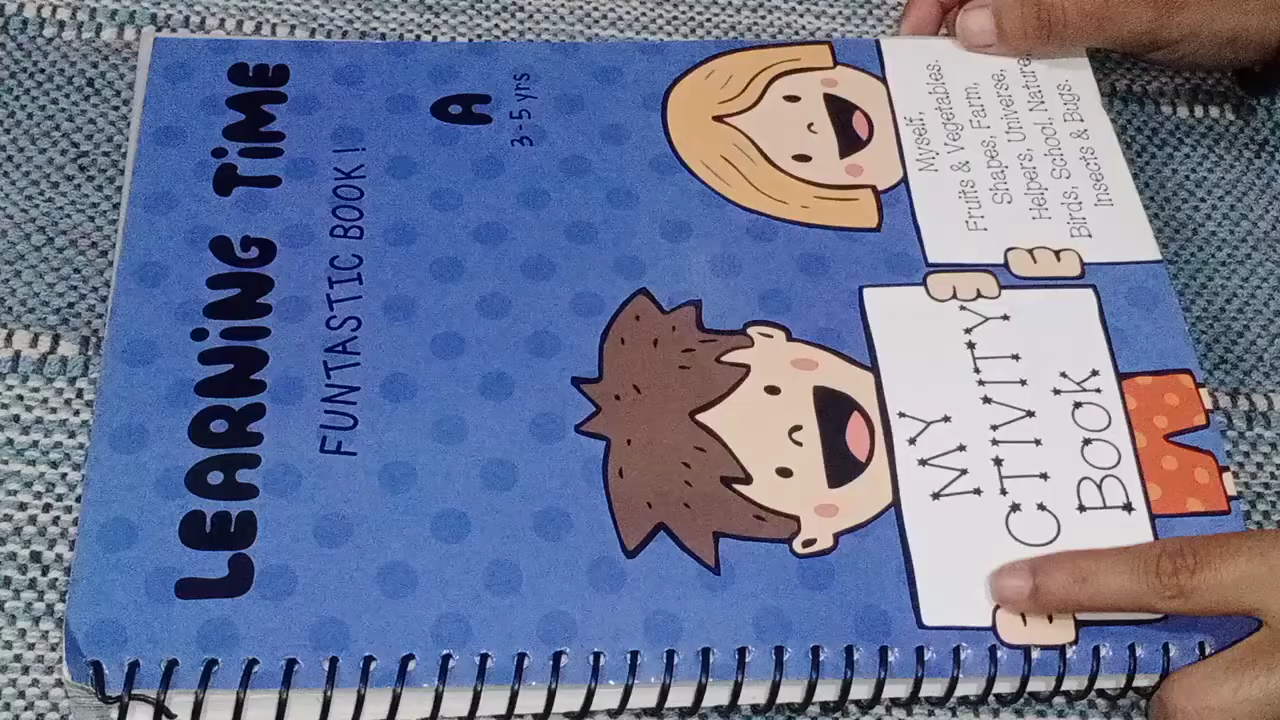 LEARNING TIME
FUNTASTIC BOOK!
A
3-5 yrs
Myself,
Fruits & Vegetables.
Shapes, Farm,
Helpers, Universe,
Birds, School, Nature,
Insects & Bugs.
MY
CTIVITY
BOOK